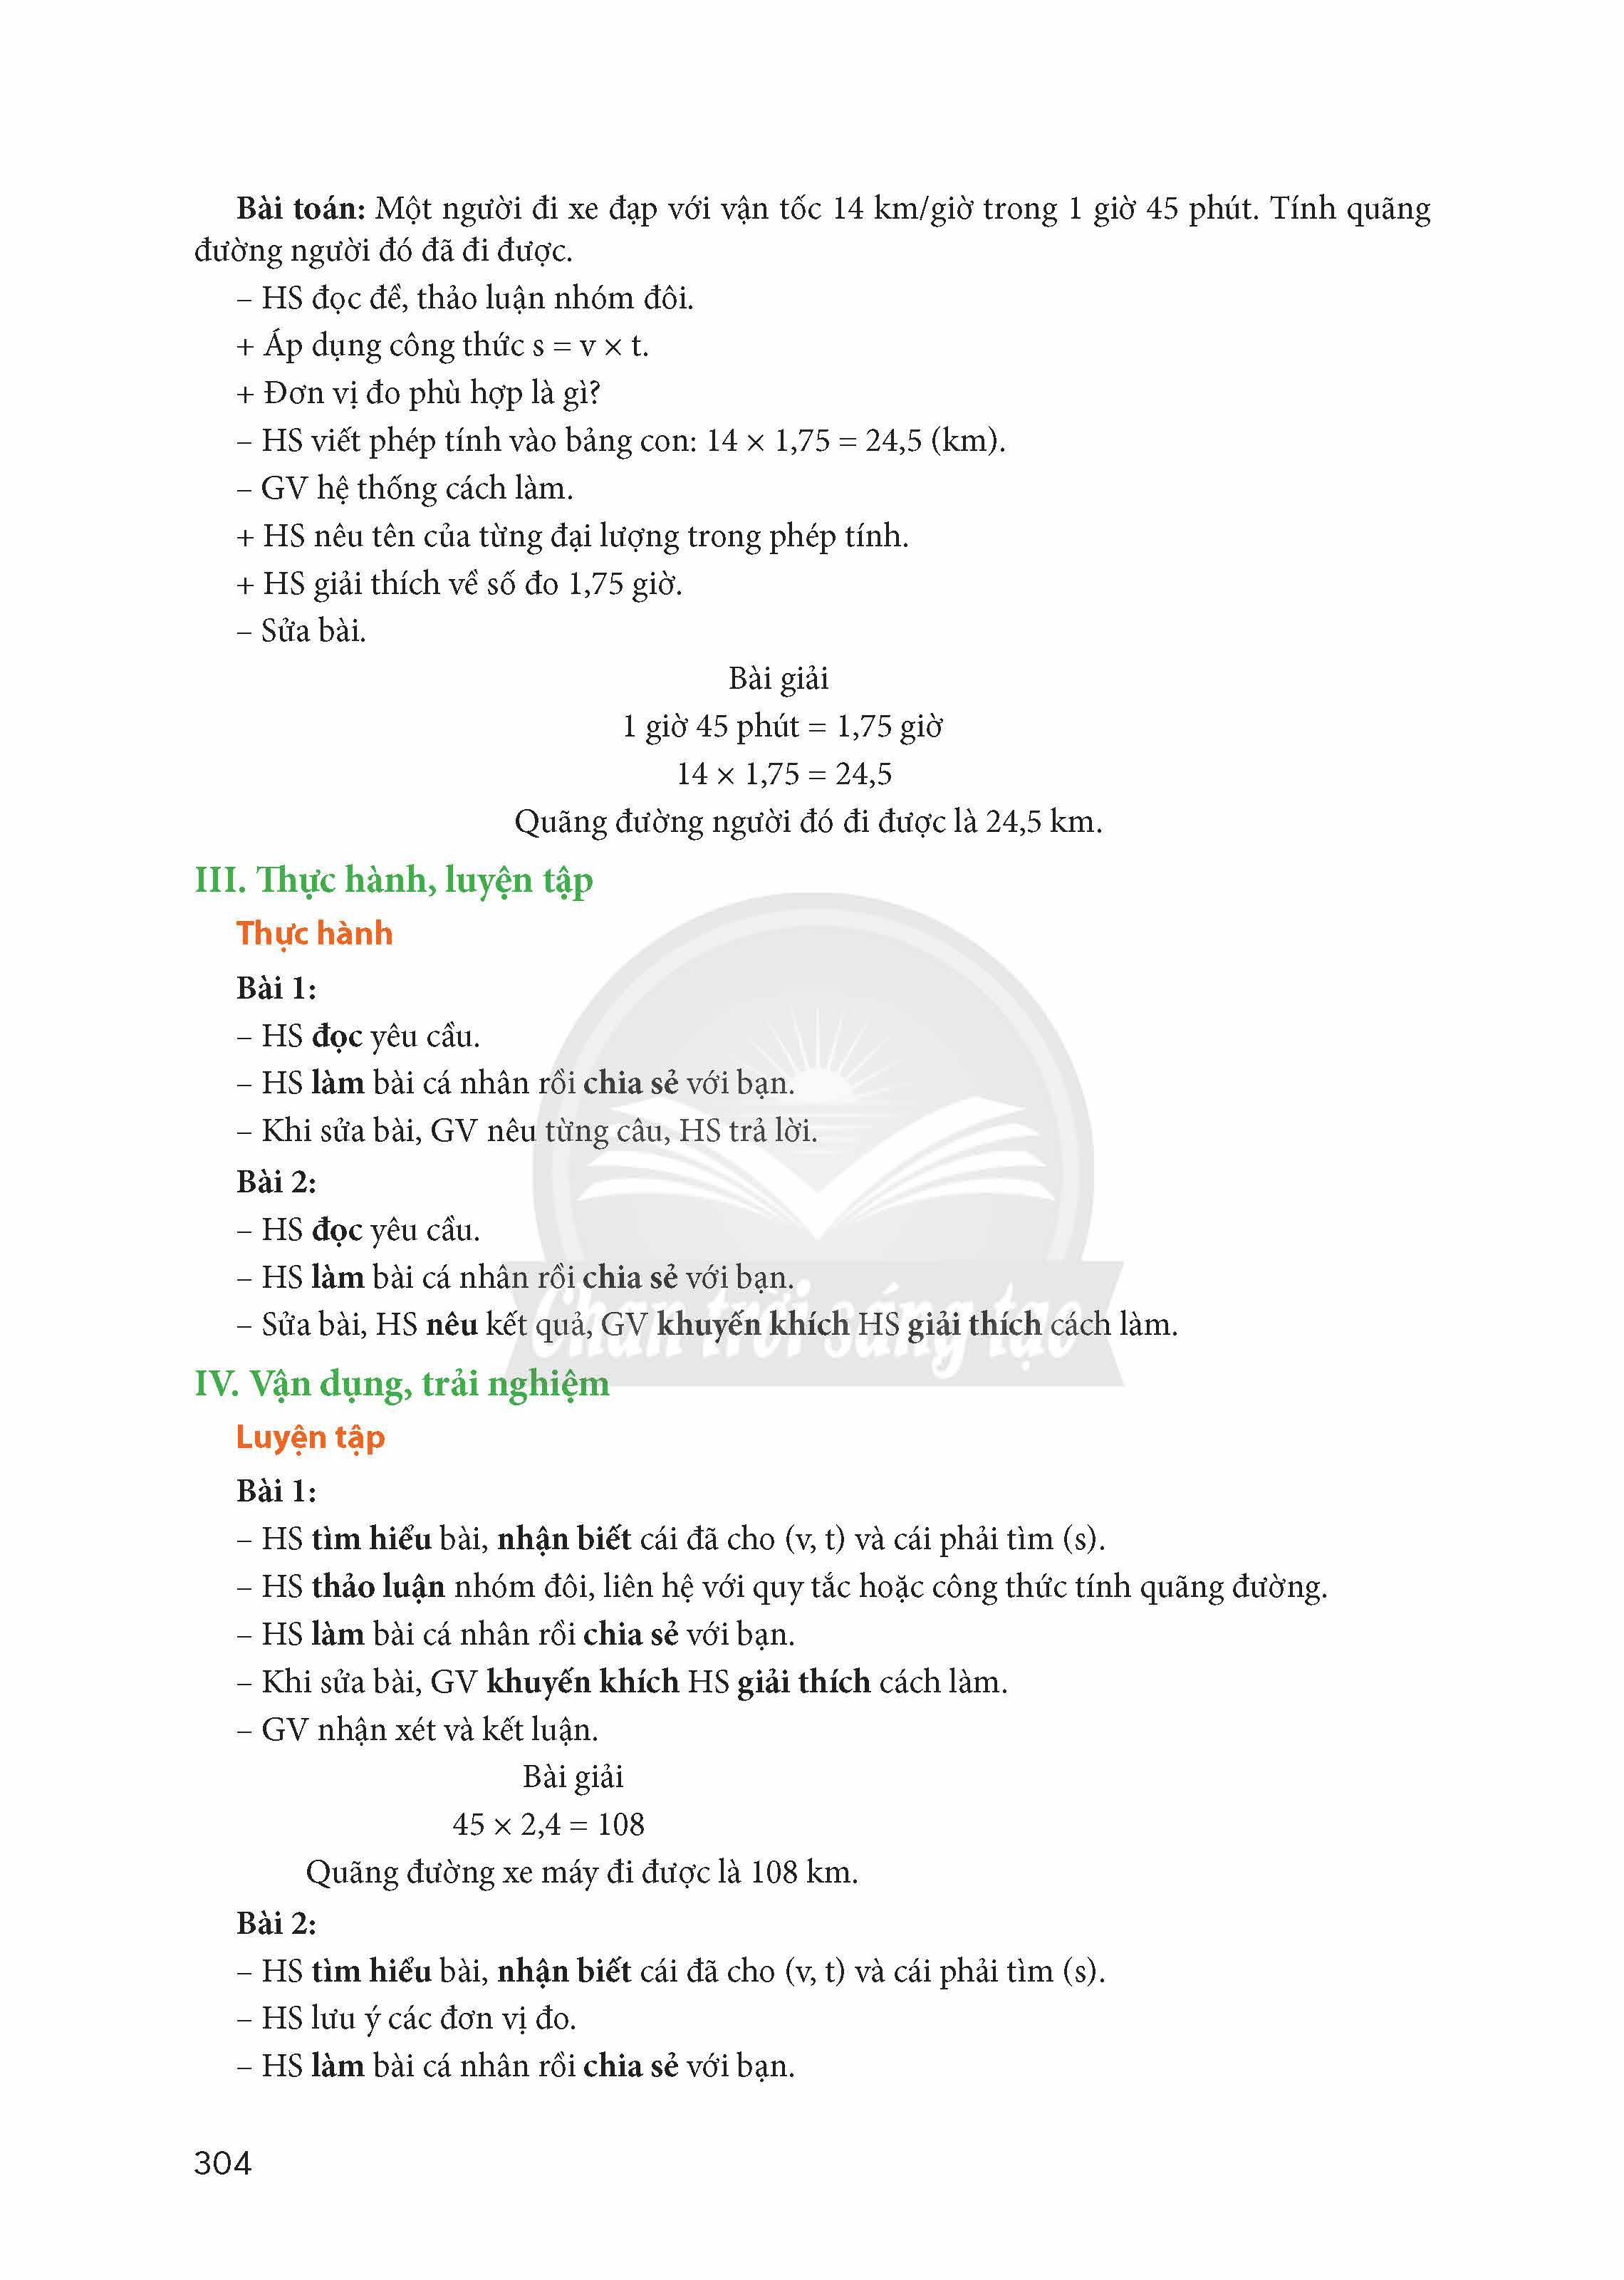 Bài toán: Một người đi xe đạp với vận tốc 14 km/giờ trong 1 giờ 45 phút. Tính quãng
đường người đó đã đi được.
– HS đọc đề, thảo luận nhóm đôi.
+ Áp dụng công thức s = v × t.
+ Đơn vị đo phù hợp là gì?
– HS viết phép tính vào bảng con: 14 × 1,75 = 24,5 (km).
– GV hệ thống cách làm.
+ HS nêu tên của từng đại lượng trong phép tính.
+ HS giải thích về số đo 1,75 giờ.
– Sửa bài.
Bài giải
1 giờ 45 phút = 1,75 giờ
14 × 1,75 = 24,5
Quãng đường người đó đi được là 24,5 km.
III. Thực hành, luyện tập
Thực hành
Bài 1:
– HS đọc yêu cầu.
– HS làm bài cá nhân rồi chia sẻ với bạn.
– Khi sửa bài, GV nêu từng câu, HS trả lời.
Bài 2:
– HS đọc yêu cầu.
– HS làm bài cá nhân rồi chia sẻ với bạn.
Chân trời sáng tạo
– Sửa bài, HS nêu kết quả, GV khuyến khích HS giải thích cách làm.
IV. Vận dụng, trải nghiệm
Luyện tập
Bài 1:
– HS tìm hiểu bài, nhận biết cái đã cho (v, t) và cái phải tìm (s).
– HS thảo luận nhóm đôi, liên hệ với quy tắc hoặc công thức tính quãng đường.
– HS làm bài cá nhân rồi chia sẻ với bạn.
– Khi sửa bài, GV khuyến khích HS giải thích cách làm.
– GV nhận xét và kết luận.
Bài giải
45 × 2,4 = 108
Quãng đường xe máy đi được là 108 km.
Bài 2:
– HS tìm hiểu bài, nhận biết cái đã cho (v, t) và cái phải tìm (s).
– HS lưu ý các đơn vị đo.
– HS làm bài cá nhân rồi chia sẻ với bạn.
304